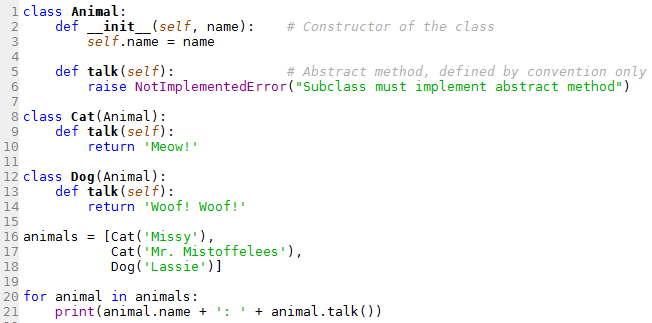 1 class Animal:
2     def __init__(self, name):    # Constructor of the class
3         self.name = name
4
5     def talk(self):              # Abstract method, defined by convention only
6         raise NotImplementedError("Subclass must implement abstract method")
7
8 class Cat(Animal):
9     def talk(self):
10         return 'Meow!'
11
12 class Dog(Animal):
13     def talk(self):
14         return 'Woof! Woof!'
15
16 animals = [Cat('Missy'),
17            Cat('Mr. Mistoffelees'),
18            Dog('Lassie')]
19
20 for animal in animals:
21     print(animal.name + ': ' + animal.talk())